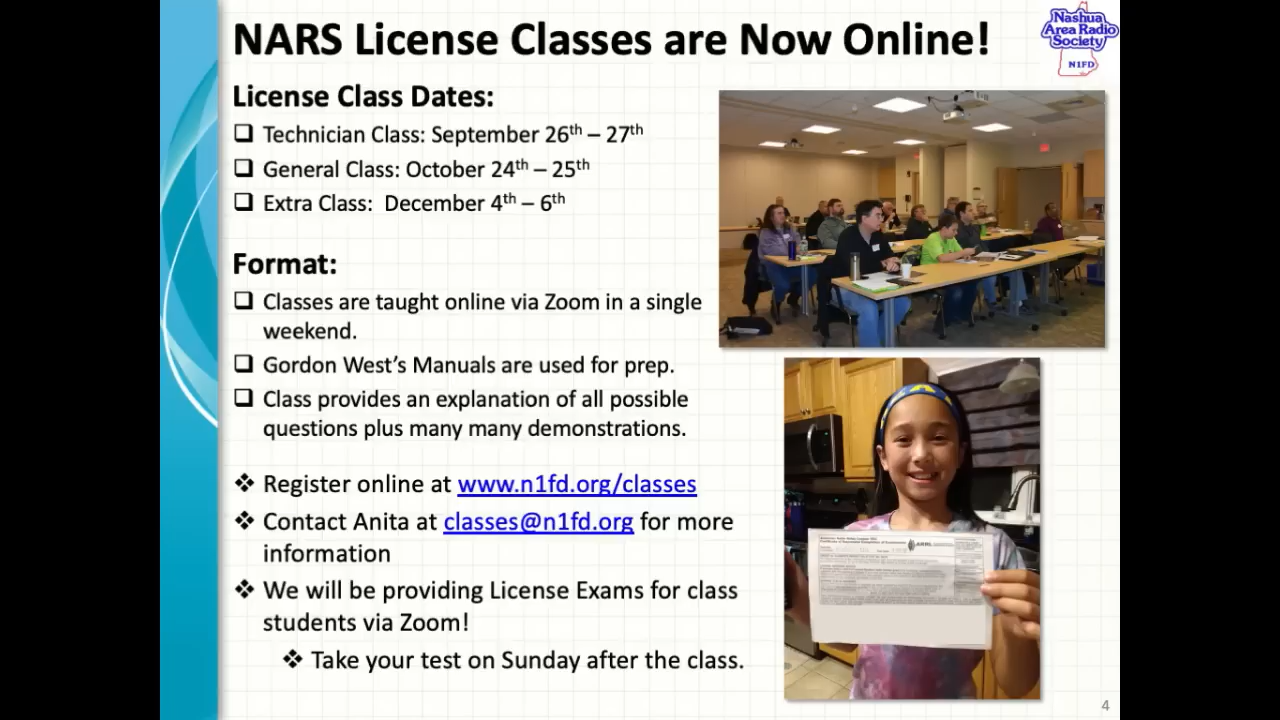 NARS License Classes are Now Online!
Nashua
Area Radio
Society
N1FD
License Class Dates:
❑ Technician Class: September 26th – 27th
❑ General Class: October 24th – 25th
❑ Extra Class: December 4th – 6th
Format:
❑ Classes are taught online via Zoom in a single
weekend.
❑ Gordon West’s Manuals are used for prep.
❑ Class provides an explanation of all possible
questions plus many many demonstrations.
❖ Register online at www.n1fd.org/classes
❖ Contact Anita at classes@n1fd.org for more
information
❖ We will be providing License Exams for class
students via Zoom!
❖ Take your test on Sunday after the class.
ARRL
4